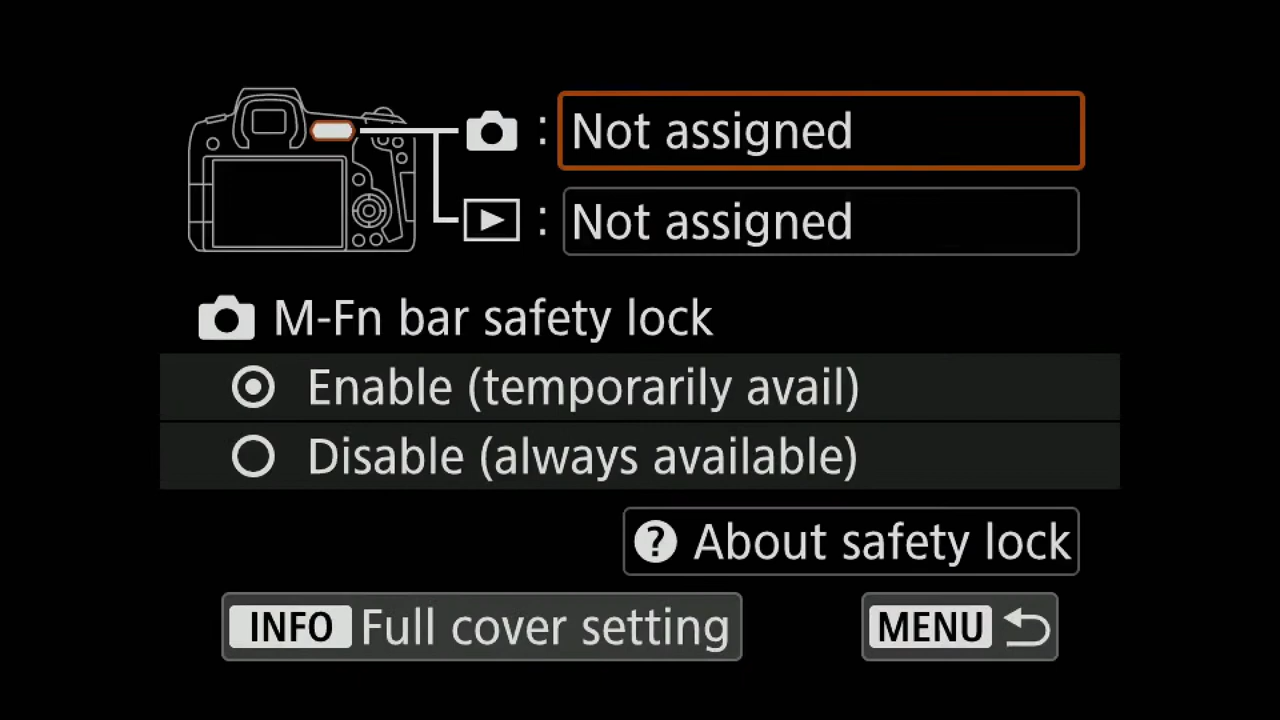 : Not assigned
: Not assigned
M-Fn bar safety lock
Enable (temporarily avail)
Disable (always available)
? About safety lock
INFO Full cover setting
MENU